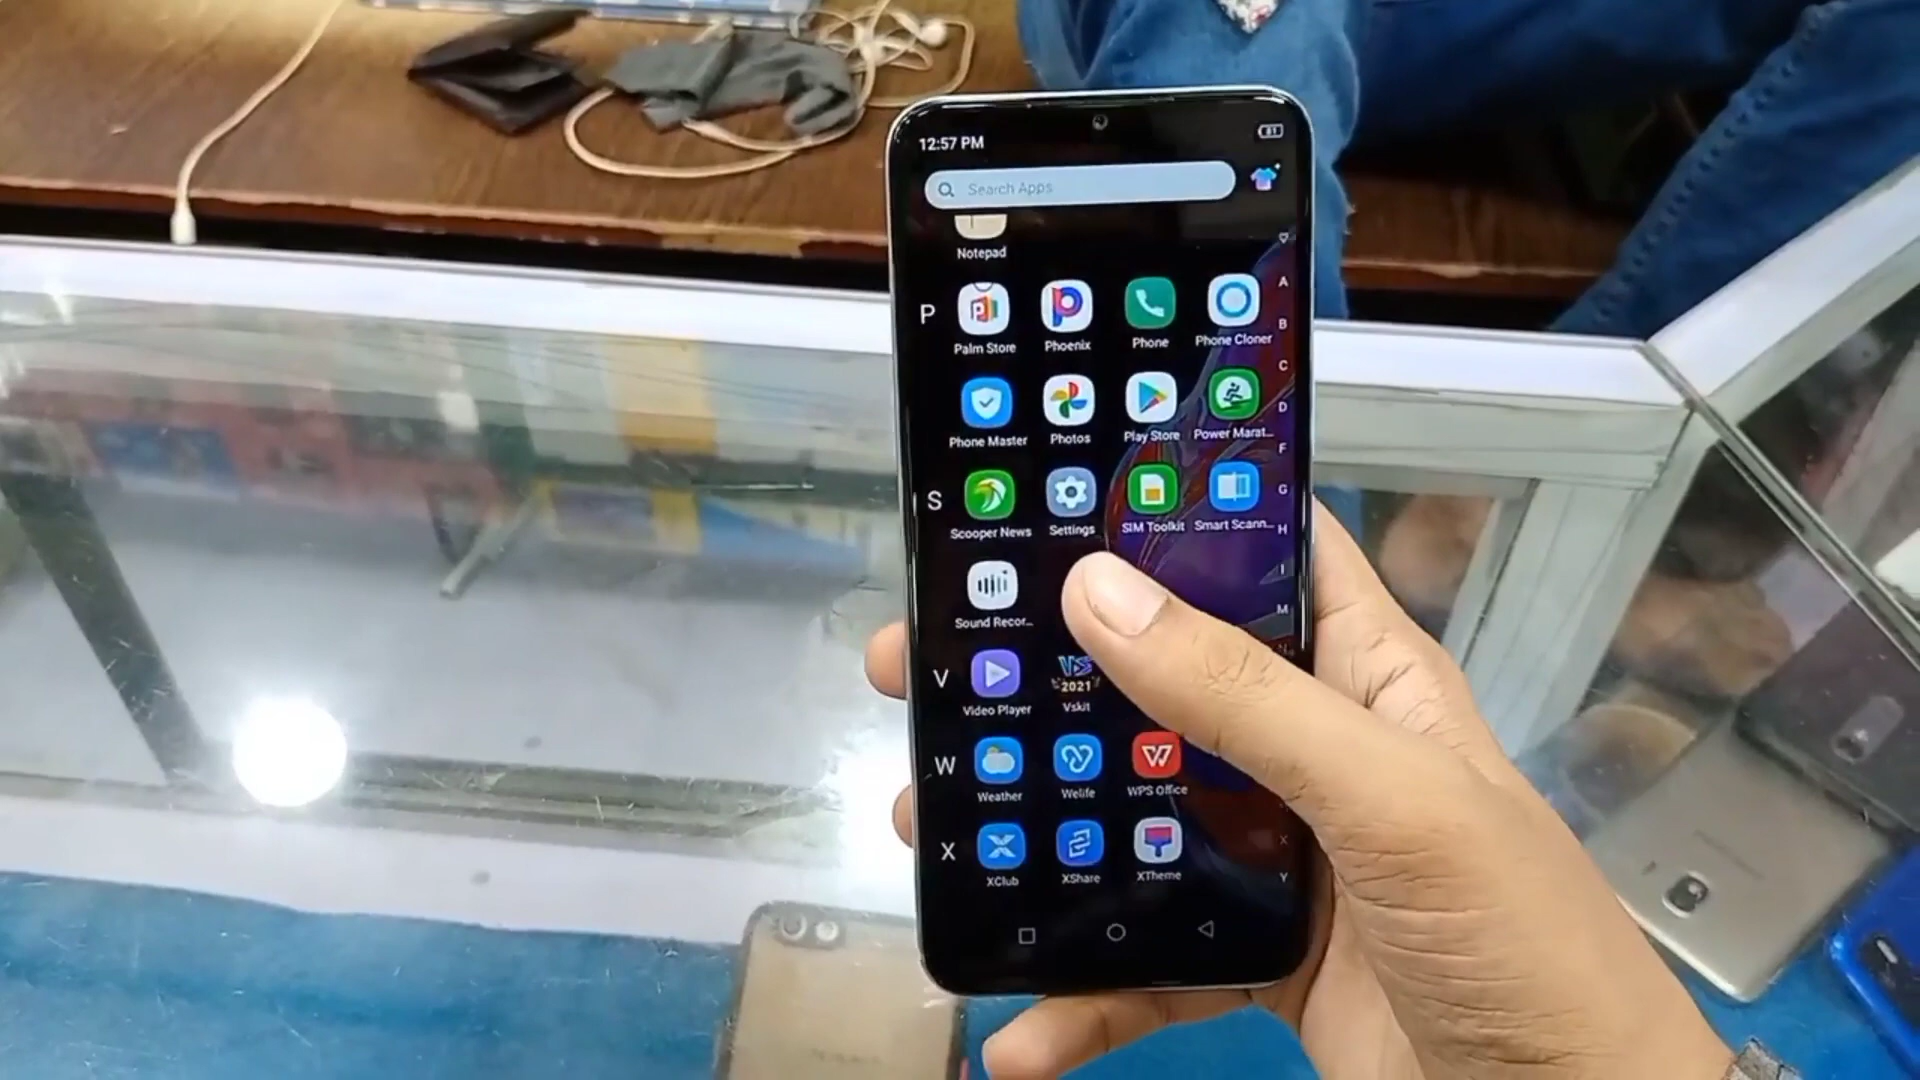 12:57 PM
81
Search Apps
Notepad
P
Palm Store
Phoenix
Phone
Phone Cloner
Phone Master
Photos
Play Store
Power Marat...
S
Scooper News
Settings
SIM Toolkit
Smart Scann...
Sound Recor...
V
Video Player
VS
2021
Vskit
W
Weather
Welife
WPS Office
X
XClub
XShare
XTheme
A
B
C
D
F
G
H
I
M
N
X
Y